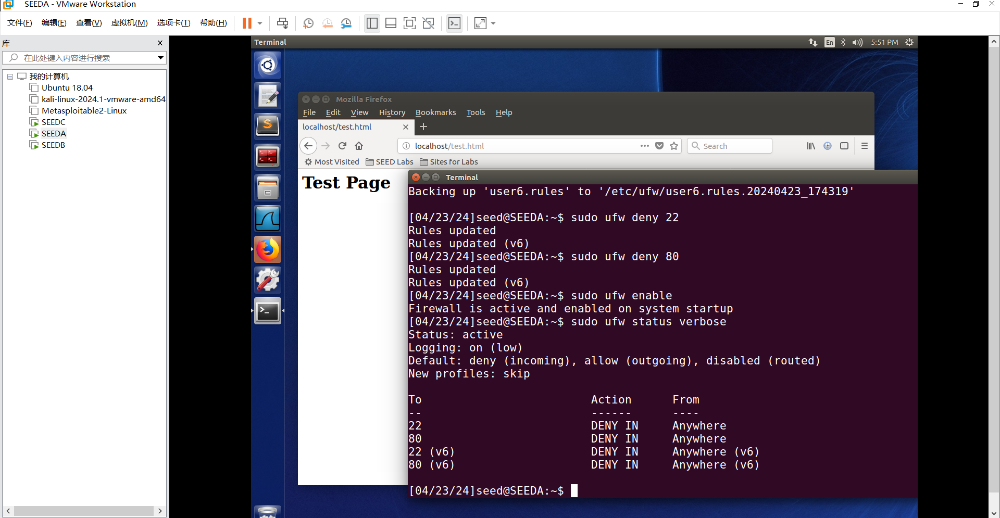 SEEDA - VMware Workstation
文件(F) 编辑(E) 查看(V) 虚拟机(M) 选项卡(T) 帮助(H)
库
在此处键入内容进行搜索
我的计算机
Ubuntu 18.04
kali-linux-2024.1-vmware-amd64
Metasploitable2-Linux
SEEDC
SEEDA
SEEDB
Terminal
En
5:51 PM
Mozilla Firefox
File Edit View History Bookmarks Tools Help
localhost/test.html
localhost/test.html
Search
Most Visited SEED Labs Sites for Labs
Test Page
Terminal
Backing up 'user6.rules' to '/etc/ufw/user6.rules.20240423_174319'
[04/23/24]seed@SEEDA:~$ sudo ufw deny 22
Rules updated
Rules updated (v6)
[04/23/24]seed@SEEDA:~$ sudo ufw deny 80
Rules updated
Rules updated (v6)
[04/23/24]seed@SEEDA:~$ sudo ufw enable
Firewall is active and enabled on system startup
[04/23/24]seed@SEEDA:~$ sudo ufw status verbose
Status: active
Logging: on (low)
Default: deny (incoming), allow (outgoing), disabled (routed)
New profiles: skip
To Action From
-- ------ ----
22 DENY IN Anywhere
80 DENY IN Anywhere
22 (v6) DENY IN Anywhere (v6)
80 (v6) DENY IN Anywhere (v6)
[04/23/24]seed@SEEDA:~$